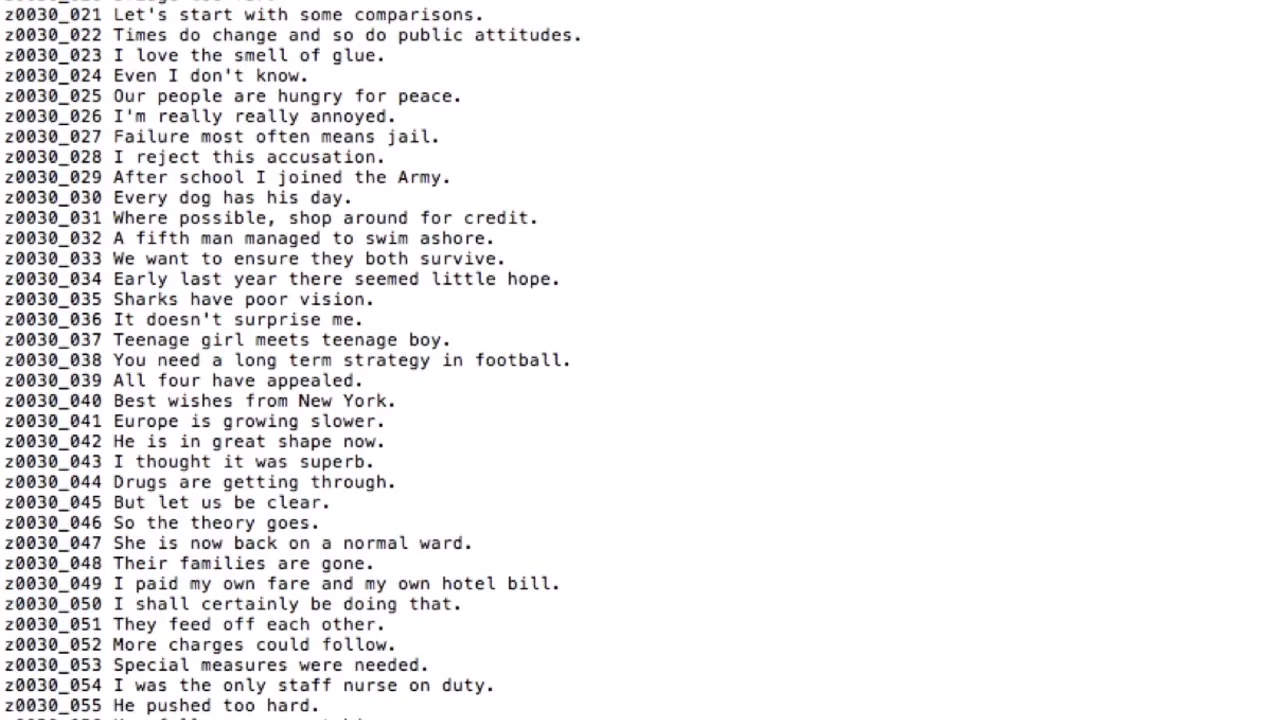 z0030_021 Let's start with some comparisons.
z0030_022 Times do change and so do public attitudes.
z0030_023 I love the smell of glue.
z0030_024 Even I don't know.
z0030_025 Our people are hungry for peace.
z0030_026 I'm really really annoyed.
z0030_027 Failure most often means jail.
z0030_028 I reject this accusation.
z0030_029 After school I joined the Army.
z0030_030 Every dog has his day.
z0030_031 Where possible, shop around for credit.
z0030_032 A fifth man managed to swim ashore.
z0030_033 We want to ensure they both survive.
z0030_034 Early last year there seemed little hope.
z0030_035 Sharks have poor vision.
z0030_036 It doesn't surprise me.
z0030_037 Teenage girl meets teenage boy.
z0030_038 You need a long term strategy in football.
z0030_039 All four have appealed.
z0030_040 Best wishes from New York.
z0030_041 Europe is growing slower.
z0030_042 He is in great shape now.
z0030_043 I thought it was superb.
z0030_044 Drugs are getting through.
z0030_045 But let us be clear.
z0030_046 So the theory goes.
z0030_047 She is now back on a normal ward.
z0030_048 Their families are gone.
z0030_049 I paid my own fare and my own hotel bill.
z0030_050 I shall certainly be doing that.
z0030_051 They feed off each other.
z0030_052 More charges could follow.
z0030_053 Special measures were needed.
z0030_054 I was the only staff nurse on duty.
z0030_055 He pushed too hard.